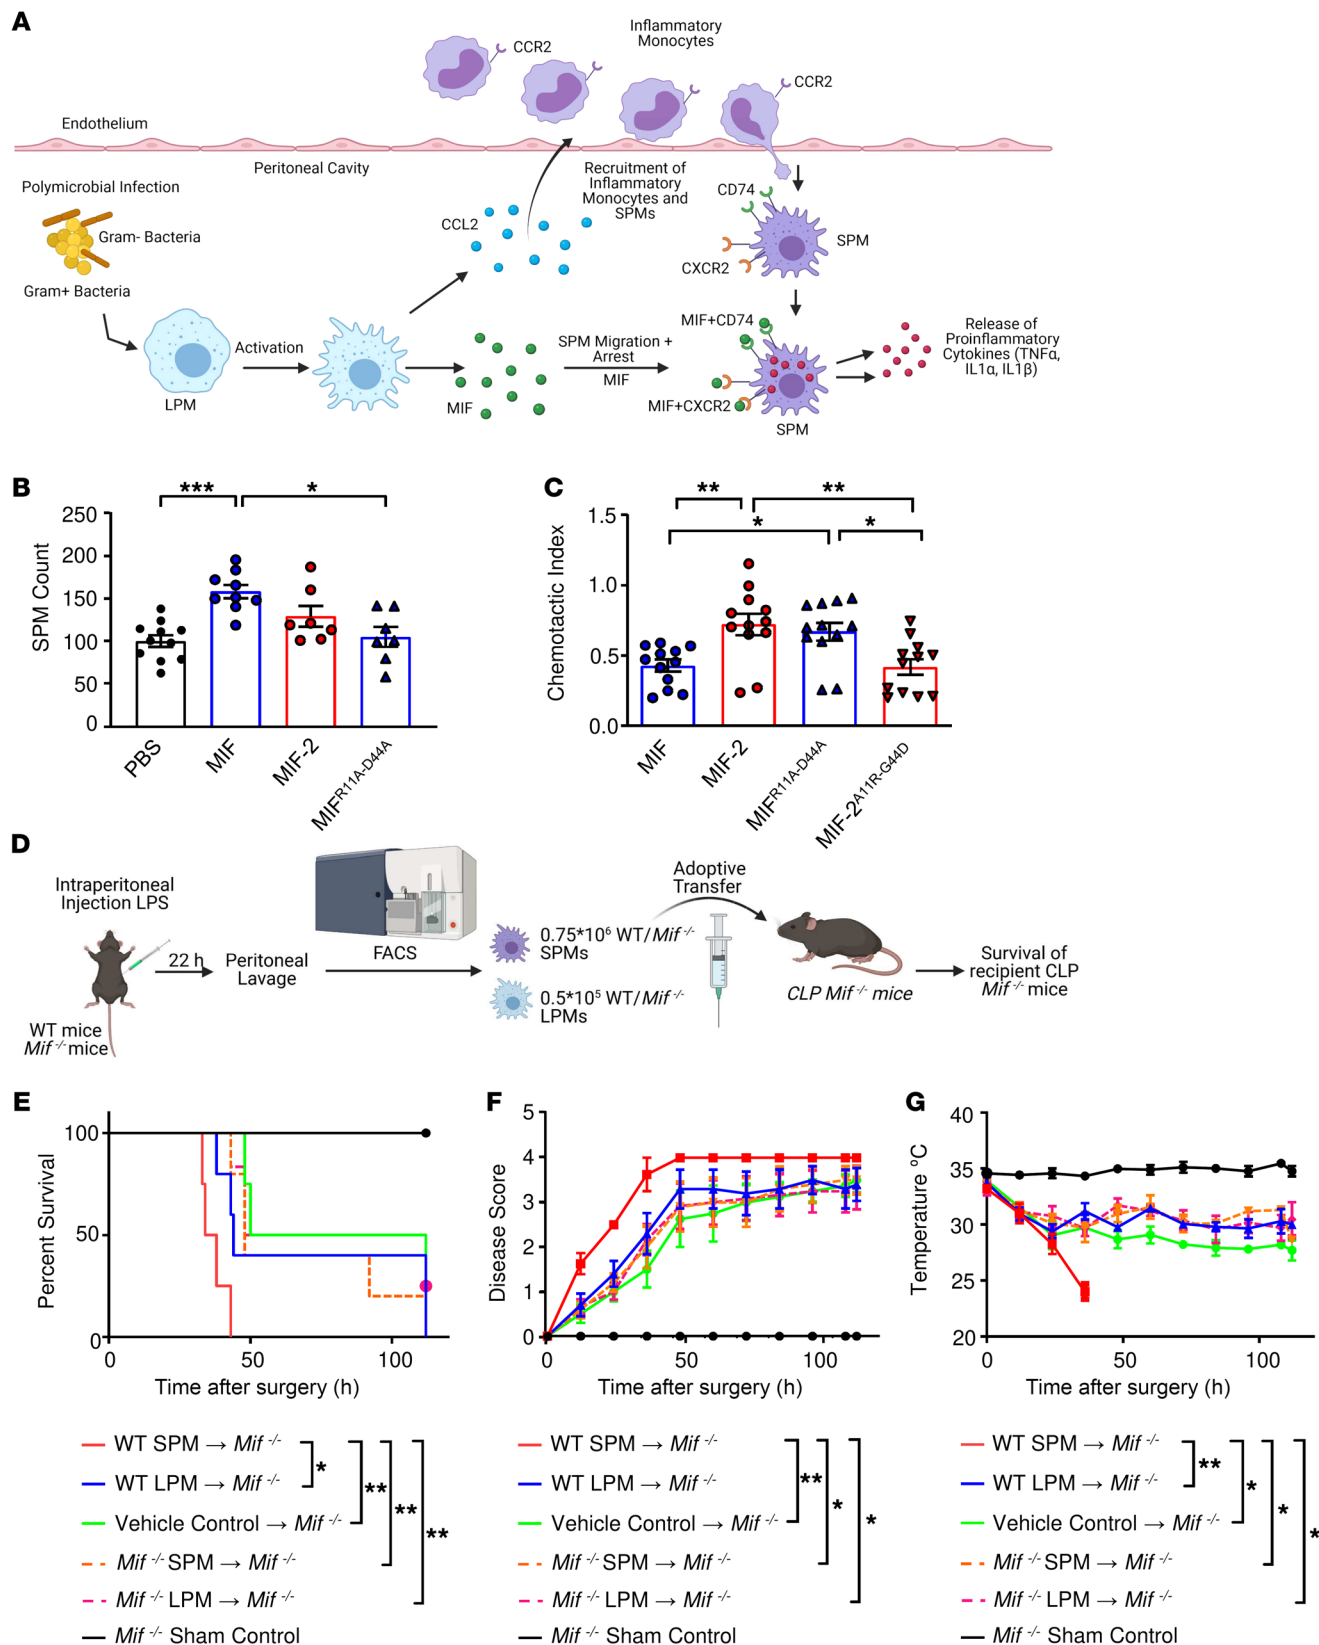 A
Inflammatory
Monocytes
CCR2
CCR2
Endothelium
Peritoneal Cavity
Polymicrobial Infection
Gram- Bacteria
Gram+ Bacteria
CCL2
Recruitment of
Inflammatory
Monocytes and
SPMs
CD74
SPM
CXCR2
LPM
Activation
MIF
SPM Migration +
Arrest
MIF
MIF+CD74
MIF+CXCR2
SPM
Release of
Proinflammatory
Cytokines (TNFα,
IL1α, IL1β)
B
*** *
SPM Count
250
200
150
100
50
0
PBS
MIF
MIF-2
MIF^R11A-D44A
C
** **
* *
Chemotactic Index
1.5
1.0
0.5
0.0
MIF
MIF-2
MIF^R11A-D44A
MIF-2^A11R-G44D
D
Intraperitoneal
Injection LPS
WT mice
Mif -/- mice
22 h
Peritoneal
Lavage
FACS
0.75*10⁶ WT/Mif -/-
SPMs
0.5*10⁵ WT/Mif -/-
LPMs
Adoptive
Transfer
CLP Mif -/- mice
Survival of
recipient CLP
Mif -/- mice
E
Percent Survival
100
50
0
0 50 100
Time after surgery (h)
WT SPM → Mif -/-
WT LPM → Mif -/-
Vehicle Control → Mif -/-
Mif -/- SPM → Mif -/-
Mif -/- LPM → Mif -/-
Mif -/- Sham Control
* ** ** **
F
Disease Score
5
4
3
2
1
0
0 50 100
Time after surgery (h)
WT SPM → Mif -/-
WT LPM → Mif -/-
Vehicle Control → Mif -/-
Mif -/- SPM → Mif -/-
Mif -/- LPM → Mif -/-
Mif -/- Sham Control
** * *
G
Temperature ºC
40
35
30
25
20
0 50 100
Time after surgery (h)
WT SPM → Mif -/-
WT LPM → Mif -/-
Vehicle Control → Mif -/-
Mif -/- SPM → Mif -/-
Mif -/- LPM → Mif -/-
Mif -/- Sham Control
** * * *